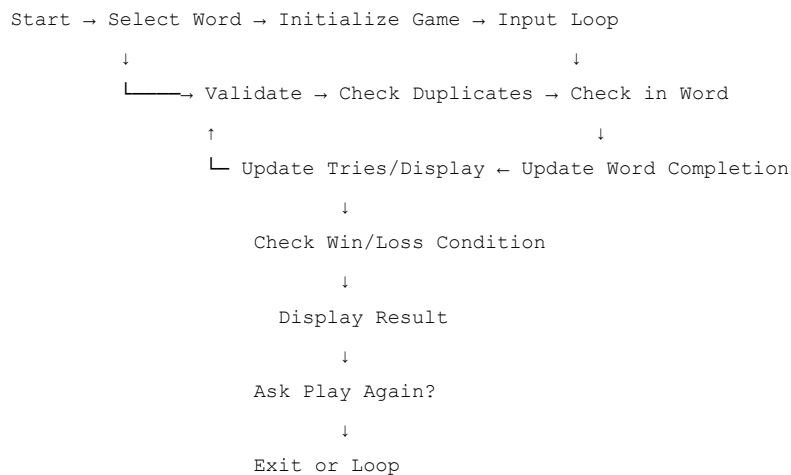 Start → Select Word → Initialize Game → Input Loop
↓ ↓
└────→ Validate → Check Duplicates → Check in Word
↑ ↓
└─ Update Tries/Display ← Update Word Completion
↓
Check Win/Loss Condition
↓
Display Result
↓
Ask Play Again?
↓
Exit or Loop